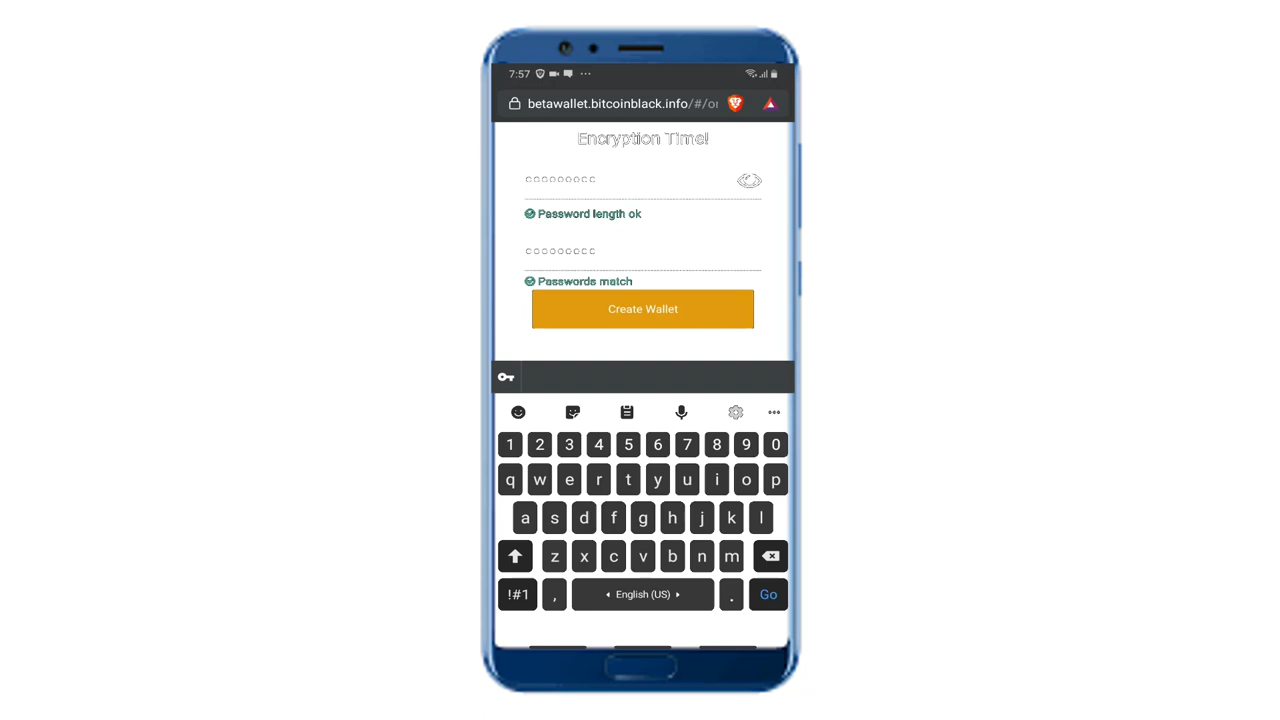 7:57
betawallet.bitcoinblack.info/#/or
Encryption Time!
Password length ok
Passwords match
Create Wallet
1 2 3 4 5 6 7 8 9 0
q w e r t y u i o p
a s d f g h j k l
z x c v b n m
!#1 , English (US) . Go